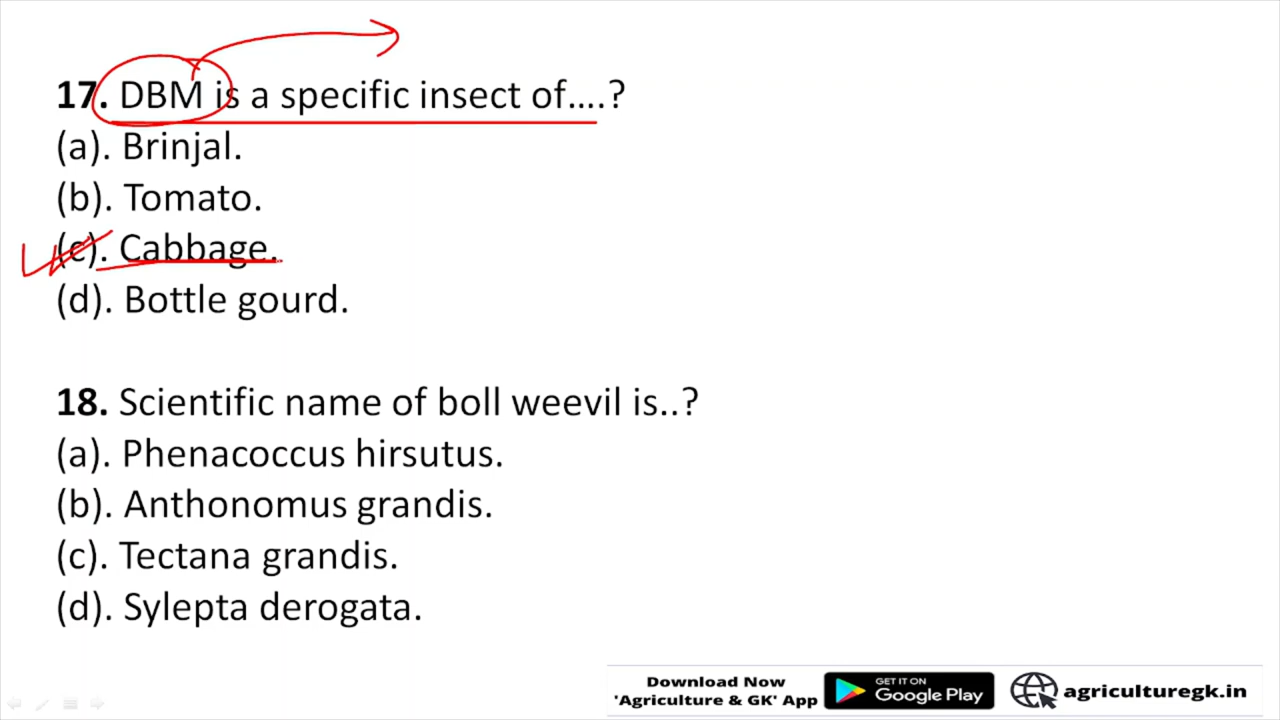 17. DBM is a specific insect of....?
(a). Brinjal.
(b). Tomato.
(c). Cabbage.
(d). Bottle gourd.
18. Scientific name of boll weevil is..?
(a). Phenacoccus hirsutus.
(b). Anthonomus grandis.
(c). Tectana grandis.
(d). Sylepta derogata.
Download Now
'Agriculture & GK' App
GET IT ON
Google Play
agriculturegk.in